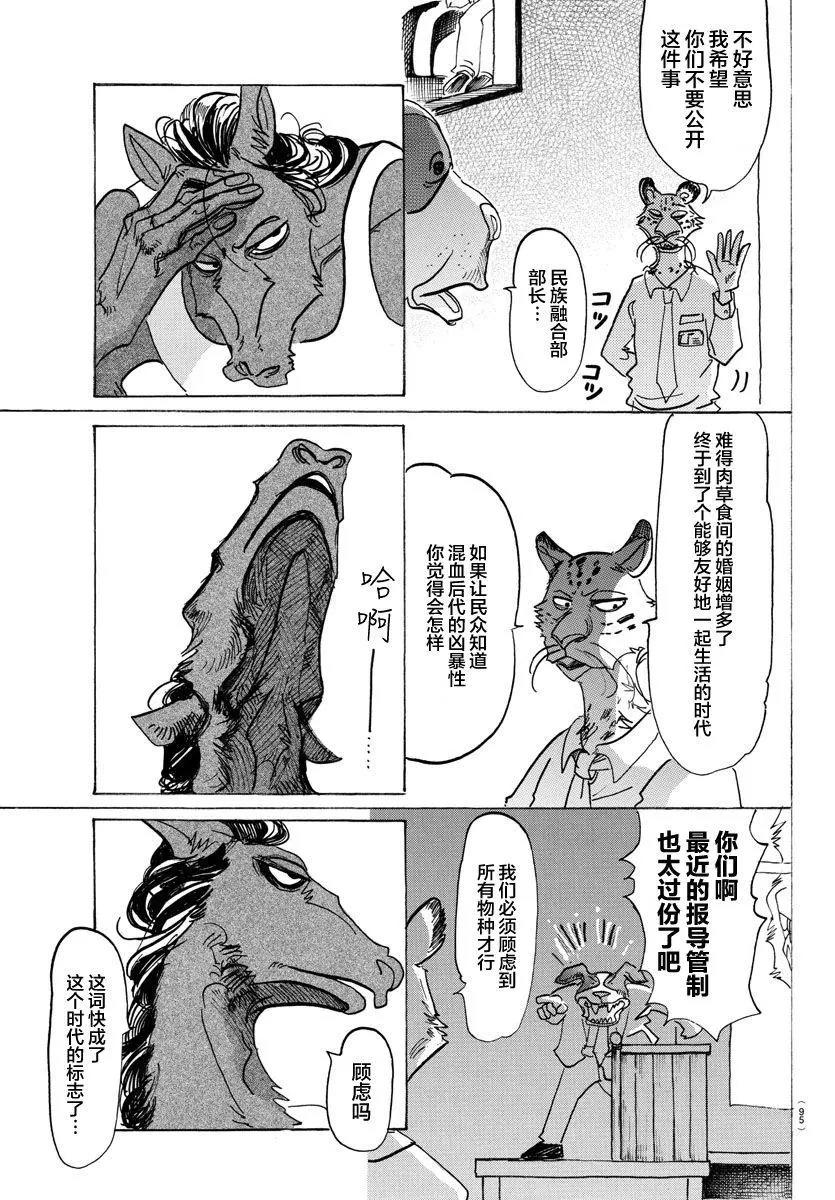 不好意思
我希望
你们不要公开
这件事
民族融合部
部长…
コッ
コッ
难得肉草食间的婚姻增多了
终于到了个能够友好地一起生活的时代
如果让民众知道
混血后代的凶暴性
你觉得会怎样
哈啊——……
你们啊
最近的报导管制
也太过份了吧
我们必须顾虑到
所有物种才行
顾虑吗
这词快成了
这个时代的标志了…
(95)